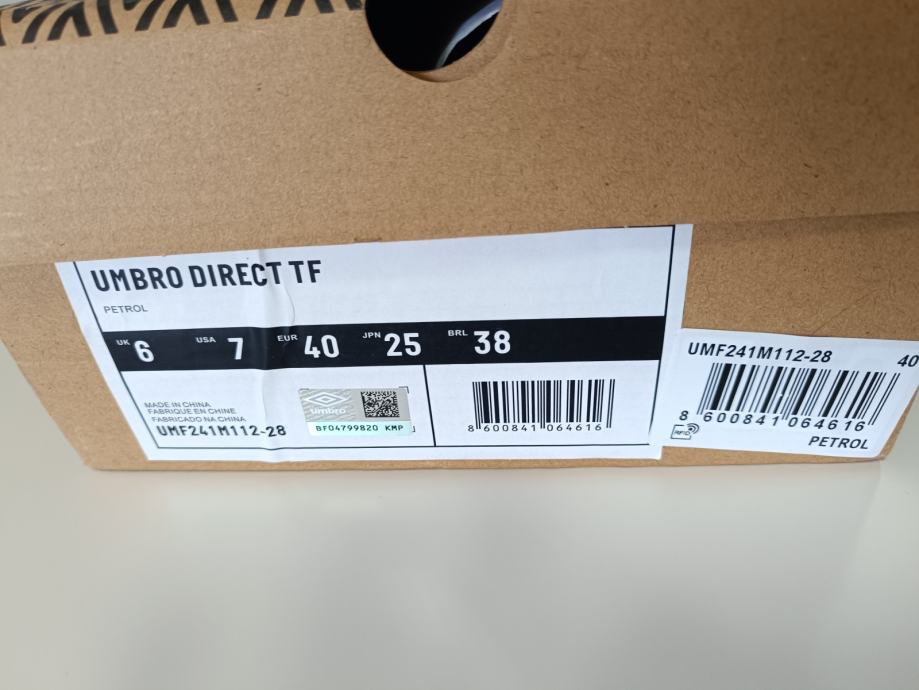 UMBRO DIRECT TF
PETROL
UK 6 USA 7 EUR 40 JPN 25 BRL 38
MADE IN CHINA
FABRIQUE EN CHINE
FABRICADO NA CHINA
UMF241M112-28
umbro
BF04799820 KMP
8 600841 064616
UMF241M112-28 40
8 600841 064616
RFID
PETROL